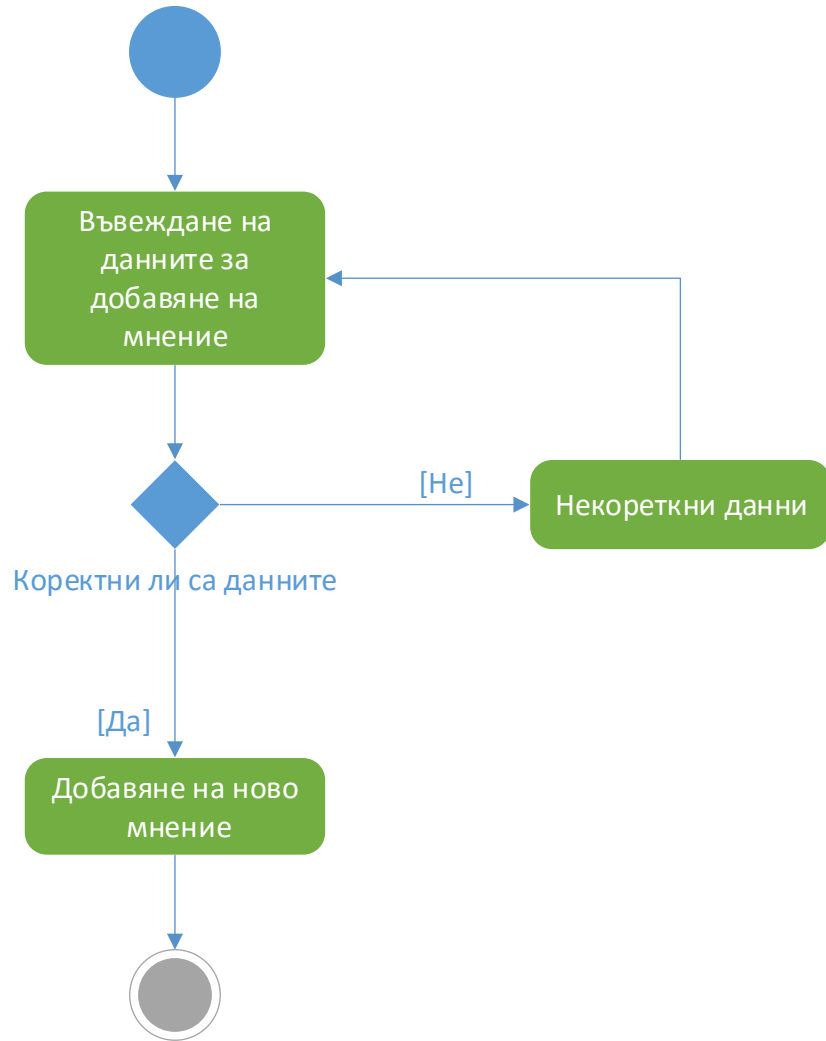 Въвеждане на
данните за
добавяне на
мнение
[Не]
Некореткни данни
Коректни ли са данните
[Да]
Добавяне на ново
мнение